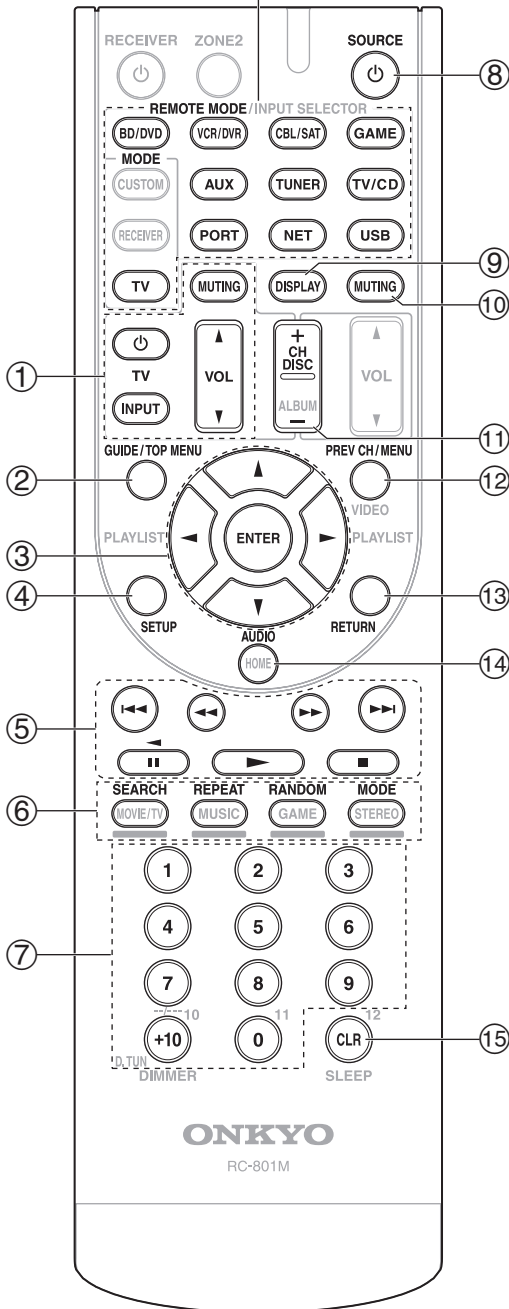 RECEIVER ZONE2 SOURCE
⑧
REMOTE MODE/INPUT SELECTOR
BD/DVD VCR/DVR CBL/SAT GAME
MODE
CUSTOM AUX TUNER TV/CD
RECEIVER PORT NET USB
⑨
TV MUTING DISPLAY MUTING
⑩
①
TV VOL + CH DISC VOL
INPUT ALBUM −
⑪
GUIDE/TOP MENU PREV CH/MENU
② ⑫
VIDEO
PLAYLIST ENTER PLAYLIST
③
④ ⑬
SETUP RETURN
AUDIO
HOME
⑭
⑤
⑥
SEARCH REPEAT RANDOM MODE
MOVIE/TV MUSIC GAME STEREO
1 2 3
4 5 6
⑦
7 8 9
-/--- 10 11 12
+10 0 CLR
⑮
D.TUN
DIMMER SLEEP
ONKYO
RC-801M